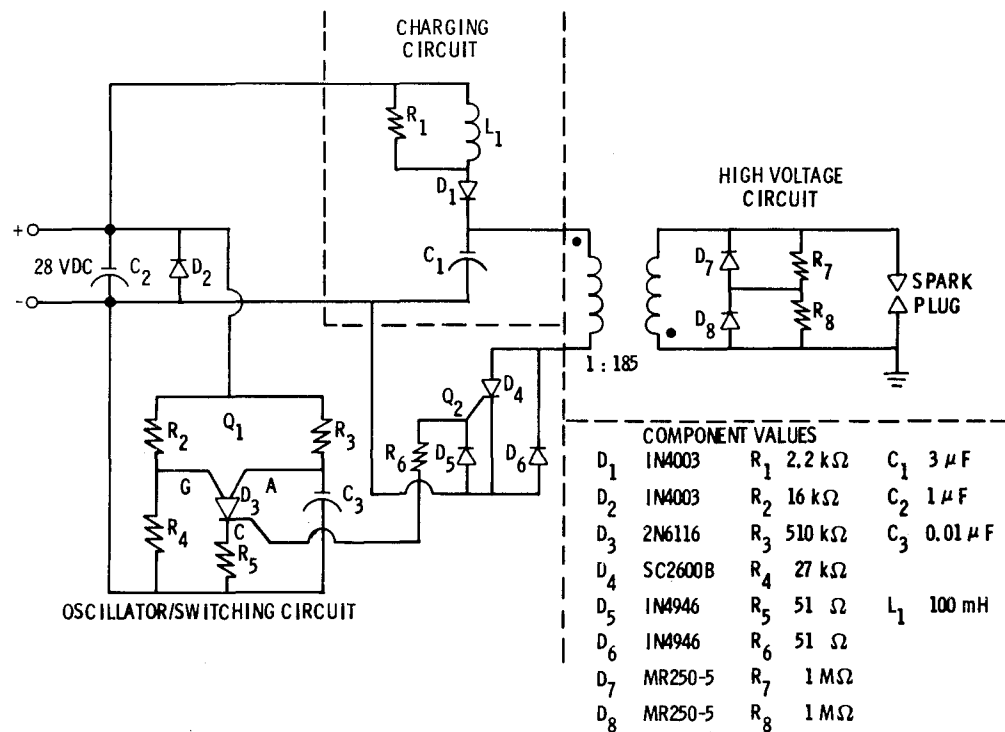 CHARGING
CIRCUIT
R1
L1
D1
HIGH VOLTAGE
CIRCUIT
+
28 VDC
C2
D2
C1
-
D7
R7
D8
R8
SPARK
PLUG
1 : 185
Q2
D4
R2
Q1
R3
R6
D5
D6
G
A
D3
C3
R4
C
R5
OSCILLATOR/SWITCHING CIRCUIT
COMPONENT VALUES
D1 IN4003 R1 2.2 kΩ C1 3 μF
D2 IN4003 R2 16 kΩ C2 1 μF
D3 2N6116 R3 510 kΩ C3 0.01 μF
D4 SC2600B R4 27 kΩ
D5 IN4946 R5 51 Ω L1 100 mH
D6 IN4946 R6 51 Ω
D7 MR250-5 R7 1 MΩ
D8 MR250-5 R8 1 MΩ